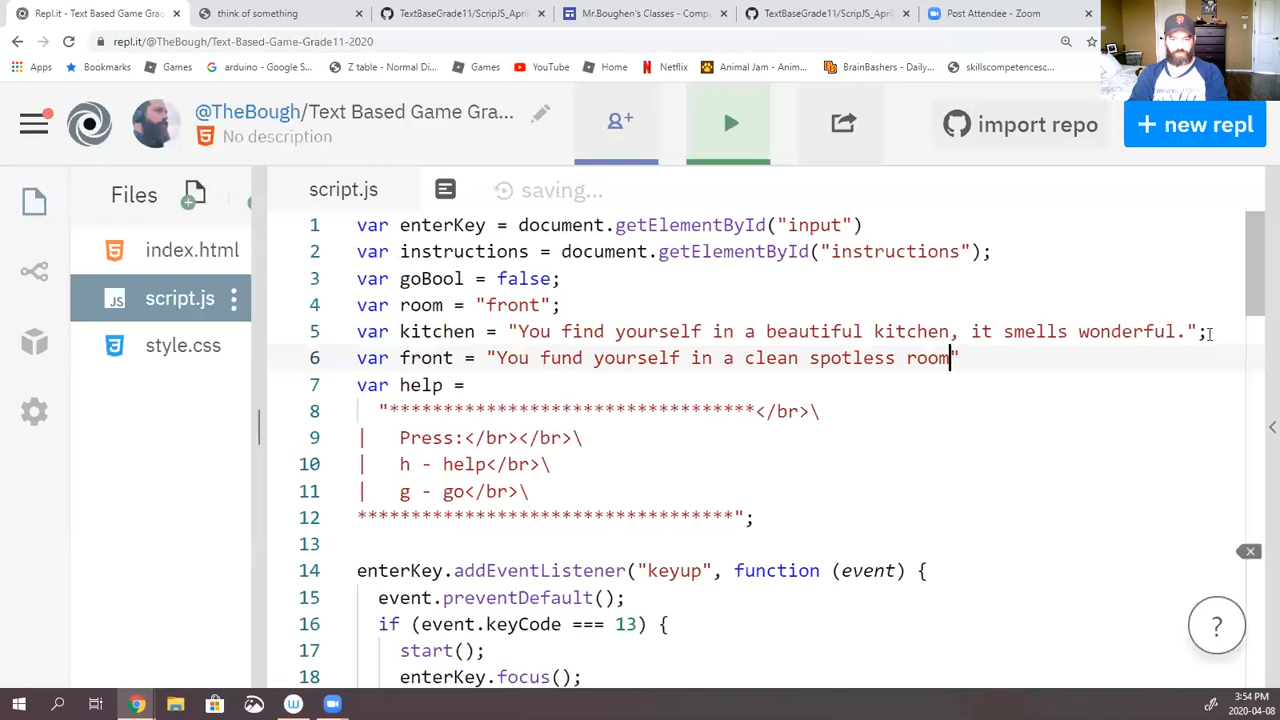 Repl.it - Text Based Game Grade1
think of something
TextBaseGrade11/ScripJS_April
Mr.Boughen's Classes - Comput
TextBaseGrade11/ScripJS_April
Post Attendee - Zoom
repl.it/@TheBough/Text-Based-Game-Grade11-2020
Apps Bookmarks Games arduino - Google S... Z table - Normal Di... Games YouTube Home Netflix Animal Jam - Anim... BrainBashers - Daily... skillscompetencesc...
@TheBough/Text Based Game Gra...
No description
import repo
+ new repl
Files
script.js
saving...
index.html
script.js
style.css
1 var enterKey = document.getElementById("input")
2 var instructions = document.getElementById("instructions");
3 var goBool = false;
4 var room = "front";
5 var kitchen = "You find yourself in a beautiful kitchen, it smells wonderful.";
6 var front = "You fund yourself in a clean spotless room"
7 var help =
8 "**********************************</br>\
9 | Press:</br></br>\
10 | h - help</br>\
11 | g - go</br>\
12 ***********************************";
13
14 enterKey.addEventListener("keyup", function (event) {
15 event.preventDefault();
16 if (event.keyCode === 13) {
17 start();
18 enterKey.focus();
?
3:54 PM
2020-04-08